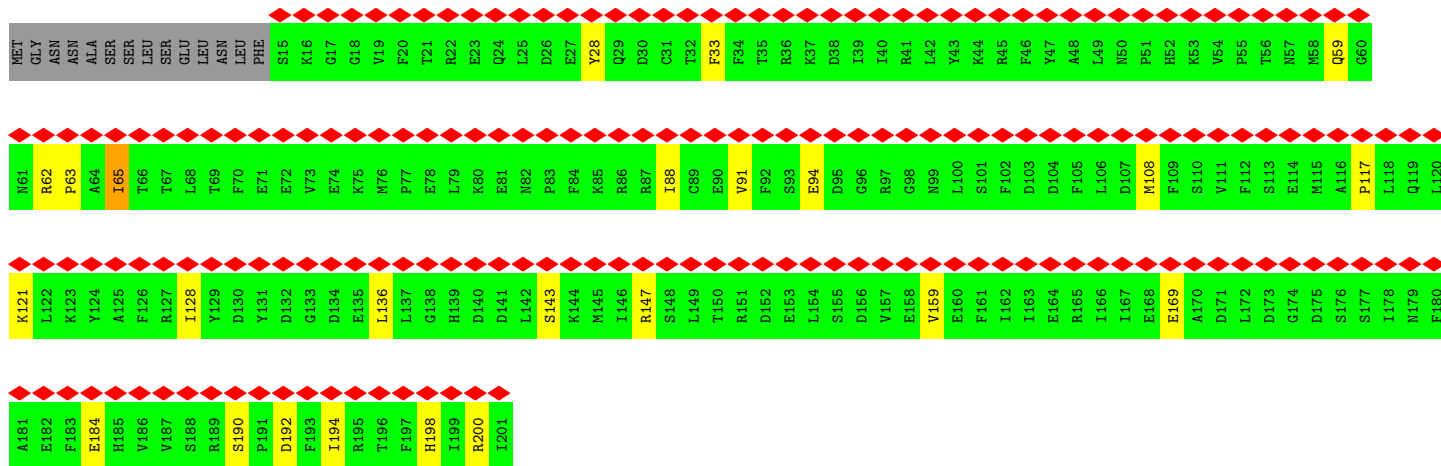 MET GLY ASN ASN ALA SER SER LEU SER GLU LEU ASN LEU PHE S15 K16 G17 G18 V19 F20 T21 R22 E23 Q24 L25 D26 E27 Y28 Q29 D30 C31 T32 F33 F34 T35 R36 K37 D38 I39 I40 R41 L42 Y43 K44 R45 F46 Y47 A48 L49 N50 P51 H52 K53 V54 P55 T56 N57 M58 Q59 G60
N61 R62 P63 A64 I65 T66 T67 L68 T69 F70 E71 E72 V73 E74 K75 M76 P77 E78 L79 K80 E81 N82 P83 F84 K85 R86 R87 I88 C89 E90 V91 F92 S93 E94 D95 G96 R97 G98 N99 L100 S101 F102 D103 D104 F105 L106 D107 M108 F109 S110 V111 F112 S113 E114 M115 A116 P117 L118 Q119 L120
K121 L122 K123 Y124 A125 F126 R127 I128 Y129 D130 Y131 D132 G133 D134 E135 L136 L137 G138 H139 D140 D141 L142 S143 K144 M145 I146 R147 S148 L149 T150 R151 D152 E153 L154 S155 D156 V157 E158 V159 E160 F161 I162 I163 E164 R165 I166 I167 E168 E169 A170 D171 L172 D173 G174 D175 S176 S177 I178 N179 F180
A181 E182 F183 E184 H185 V186 V187 S188 R189 S190 P191 D192 F193 I194 R195 T196 F197 H198 I199 R200 I201